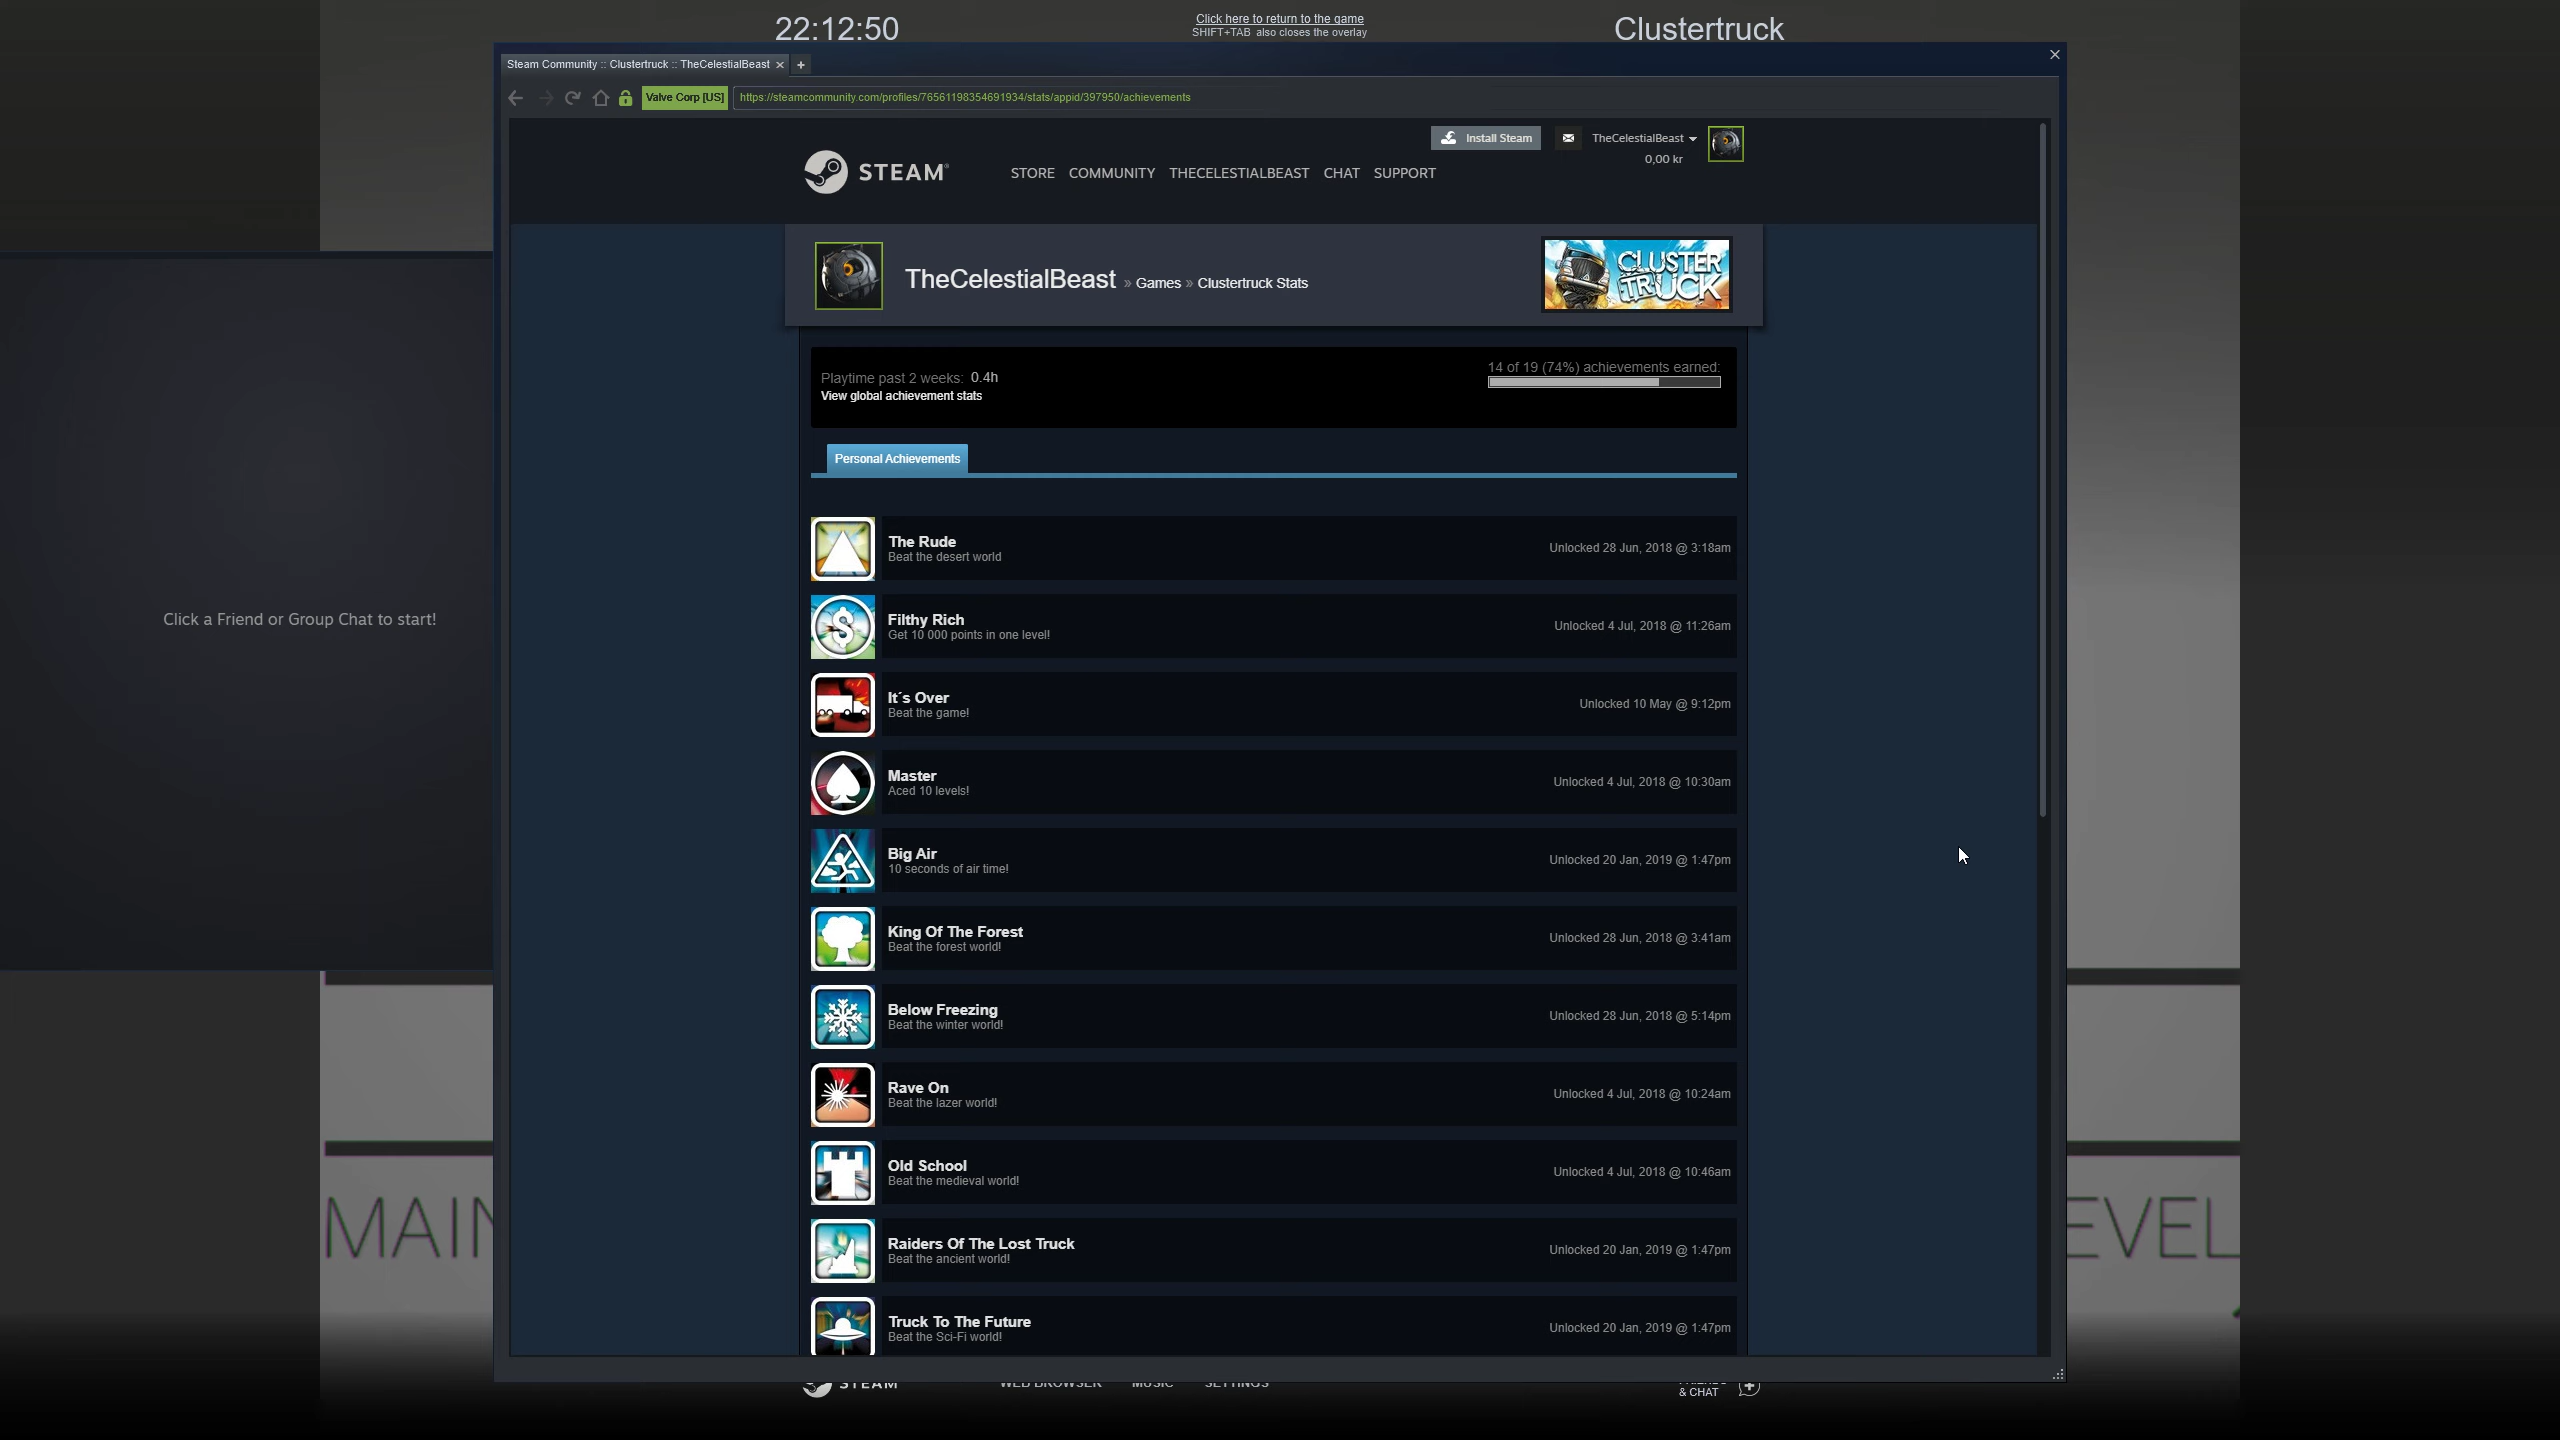 22:12:50
Click here to return to the game
SHIFT+TAB also closes the overlay
Clustertruck
Steam Community :: Clustertruck :: TheCelestialBeast
Valve Corp [US]
https://steamcommunity.com/profiles/76561198354691934/stats/appid/397950/achievements
Install Steam
TheCelestialBeast
0,00 kr
STEAM
STORE COMMUNITY THECELESTIALBEAST CHAT SUPPORT
TheCelestialBeast » Games » Clustertruck Stats
CLUSTER
TRUCK
Playtime past 2 weeks: 0.4h
View global achievement stats
14 of 19 (74%) achievements earned:
Personal Achievements
The Rude
Beat the desert world
Unlocked 28 Jun, 2018 @ 3:18am
Filthy Rich
Get 10 000 points in one level!
Unlocked 4 Jul, 2018 @ 11:26am
It´s Over
Beat the game!
Unlocked 10 May @ 9:12pm
Master
Aced 10 levels!
Unlocked 4 Jul, 2018 @ 10:30am
Big Air
10 seconds of air time!
Unlocked 20 Jan, 2019 @ 1:47pm
King Of The Forest
Beat the forest world!
Unlocked 28 Jun, 2018 @ 3:41am
Below Freezing
Beat the winter world!
Unlocked 28 Jun, 2018 @ 5:14pm
Rave On
Beat the lazer world!
Unlocked 4 Jul, 2018 @ 10:24am
Old School
Beat the medieval world!
Unlocked 4 Jul, 2018 @ 10:46am
Raiders Of The Lost Truck
Beat the ancient world!
Unlocked 20 Jan, 2019 @ 1:47pm
Truck To The Future
Beat the Sci-Fi world!
Unlocked 20 Jan, 2019 @ 1:47pm
Click a Friend or Group Chat to start!
MAIN
EVEL
STEAM
WEB BROWSER MUSIC SETTINGS
FRIENDS
& CHAT